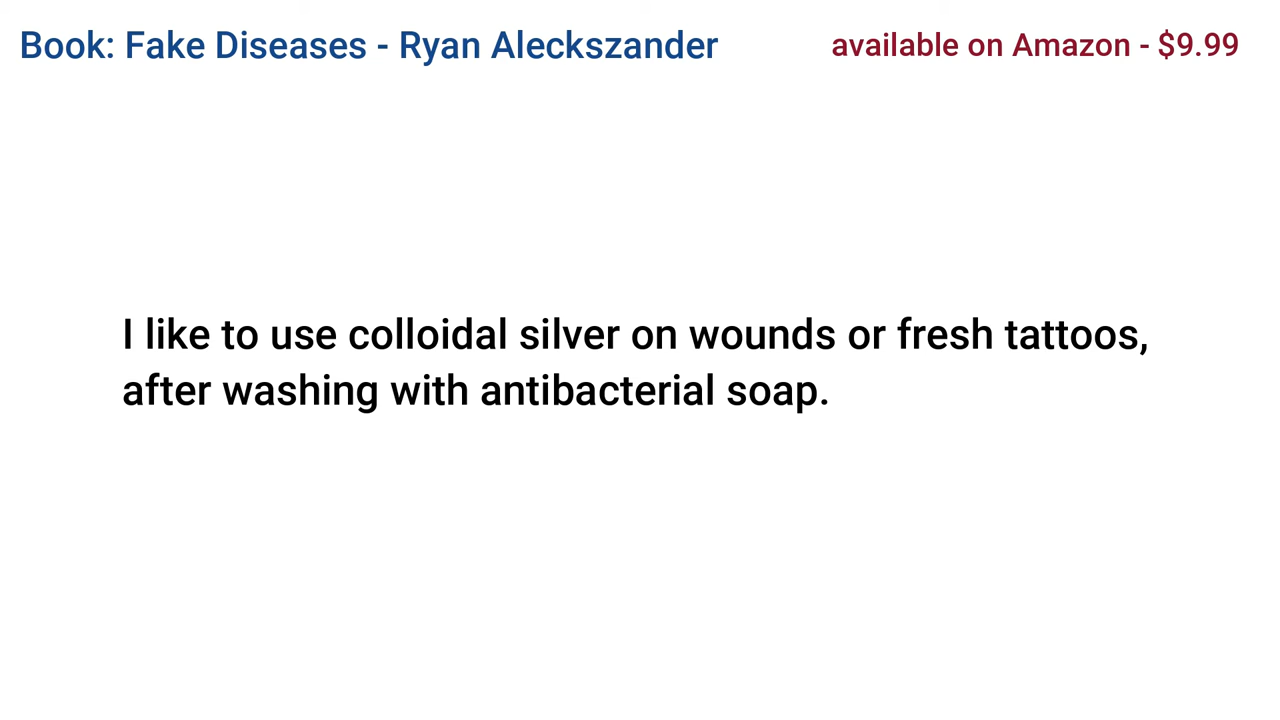 Book: Fake Diseases - Ryan Aleckszander
available on Amazon - $9.99
I like to use colloidal silver on wounds or fresh tattoos,
after washing with antibacterial soap.